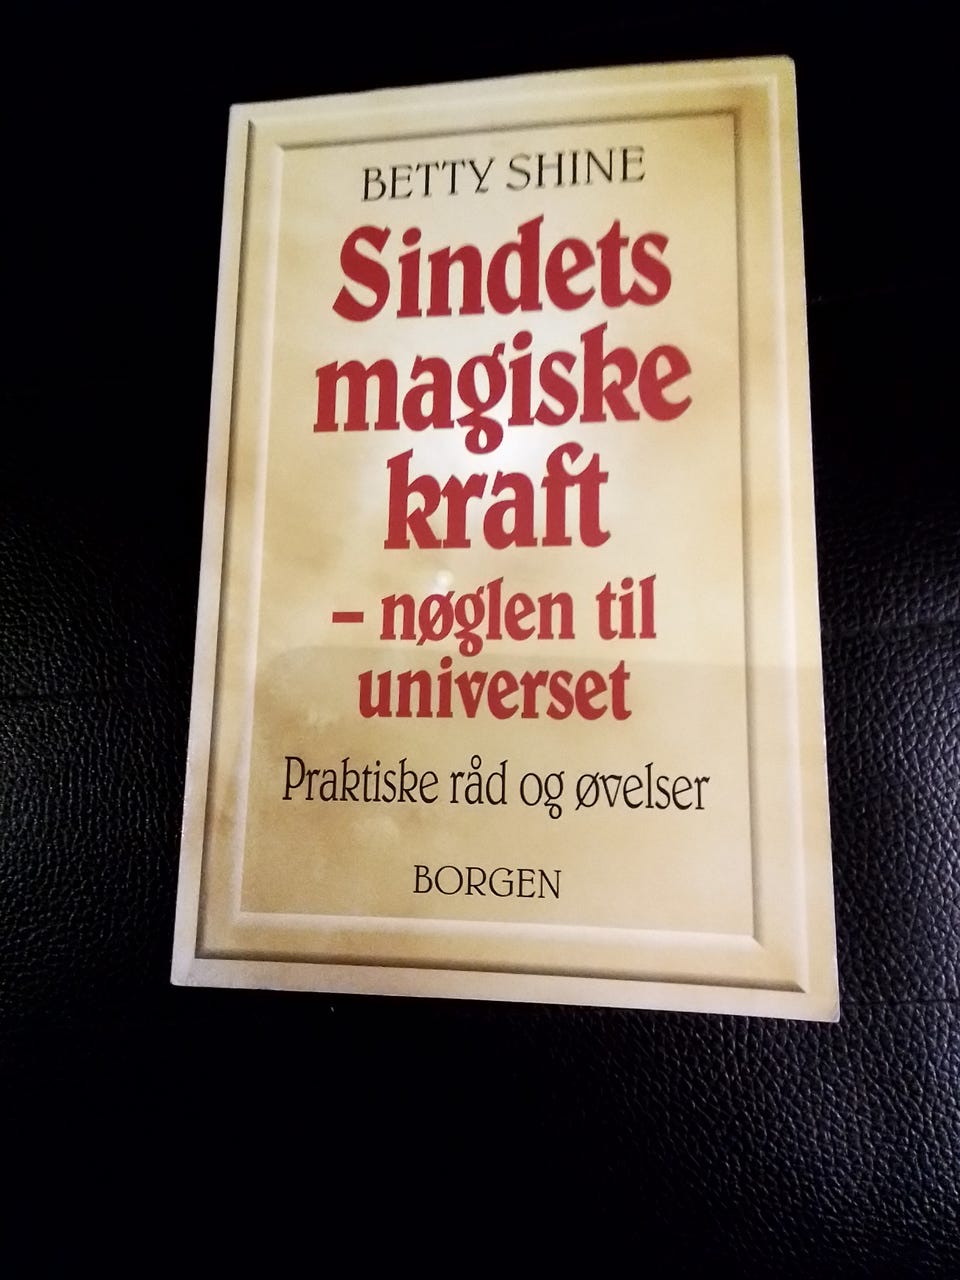 BETTY SHINE
Sindets
magiske
kraft
– nøglen til
universet
Praktiske råd og øvelser
BORGEN